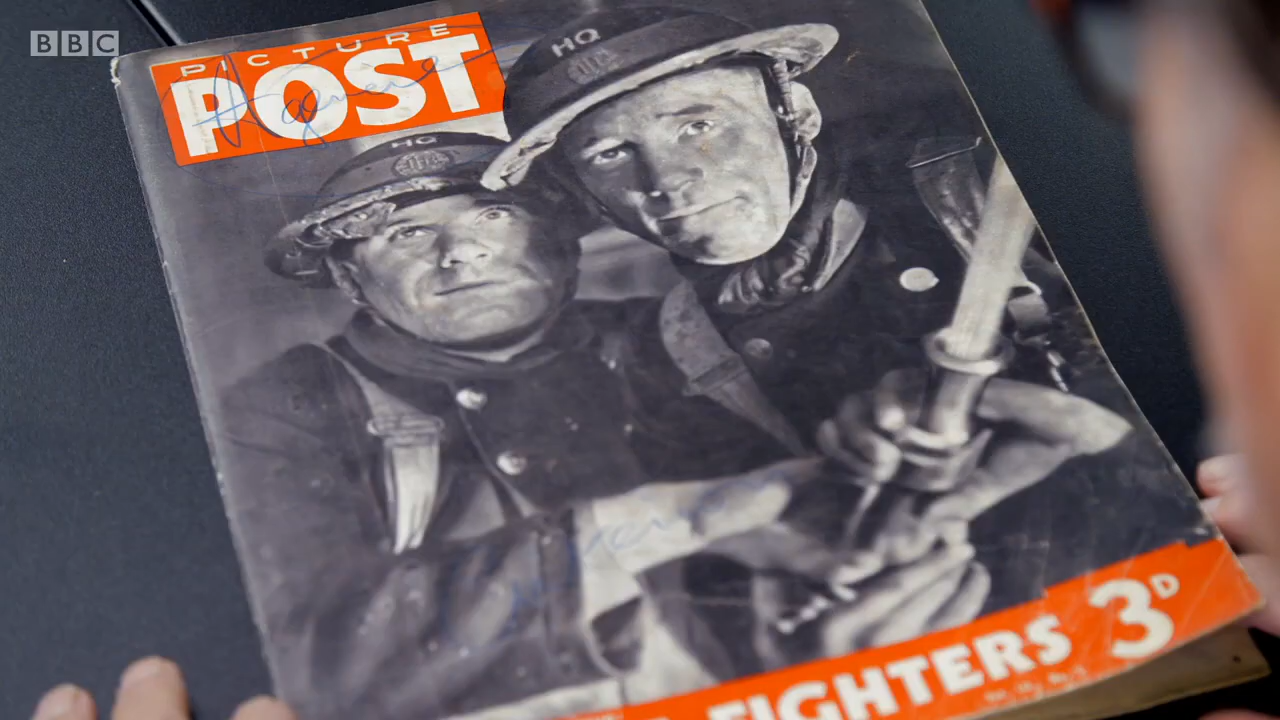 BBC
PICTURE
POST
HQ
HQ
FIGHTERS 3D